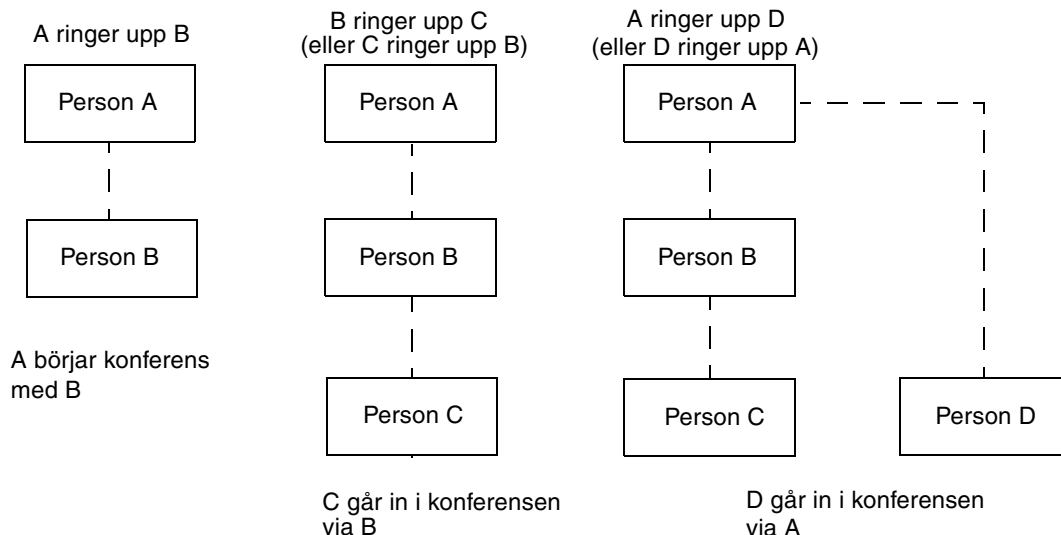 A ringer upp B
Person A
Person B
A börjar konferens
med B
B ringer upp C
(eller C ringer upp B)
Person A
Person B
Person C
C går in i konferensen
via B
A ringer upp D
(eller D ringer upp A)
Person A
Person B
Person C
Person D
D går in i konferensen
via A